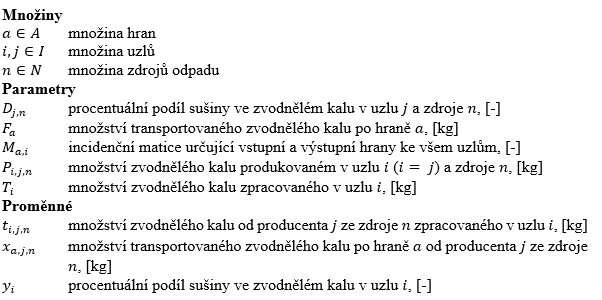 Množiny
a ∈ A množina hran
i, j ∈ I množina uzlů
n ∈ N množina zdrojů odpadu
Parametry
D_{j,n} procentuální podíl sušiny ve zvodnělém kalu v uzlu j a zdroje n, [-]
F_a množství transportovaného zvodnělého kalu po hraně a, [kg]
M_{a,i} incidenční matice určující vstupní a výstupní hrany ke všem uzlům, [-]
P_{i,j,n} množství zvodnělého kalu produkovaném v uzlu i (i = j) a zdroje n, [kg]
T_i množství zvodnělého kalu zpracovaného v uzlu i, [kg]
Proměnné
t_{i,j,n} množství zvodnělého kalu od producenta j ze zdroje n zpracovaného v uzlu i, [kg]
x_{a,j,n} množství transportovaného zvodnělého kalu po hraně a od producenta j ze zdroje
n, [kg]
y_i procentuální podíl sušiny ve zvodnělém kalu v uzlu i, [-]